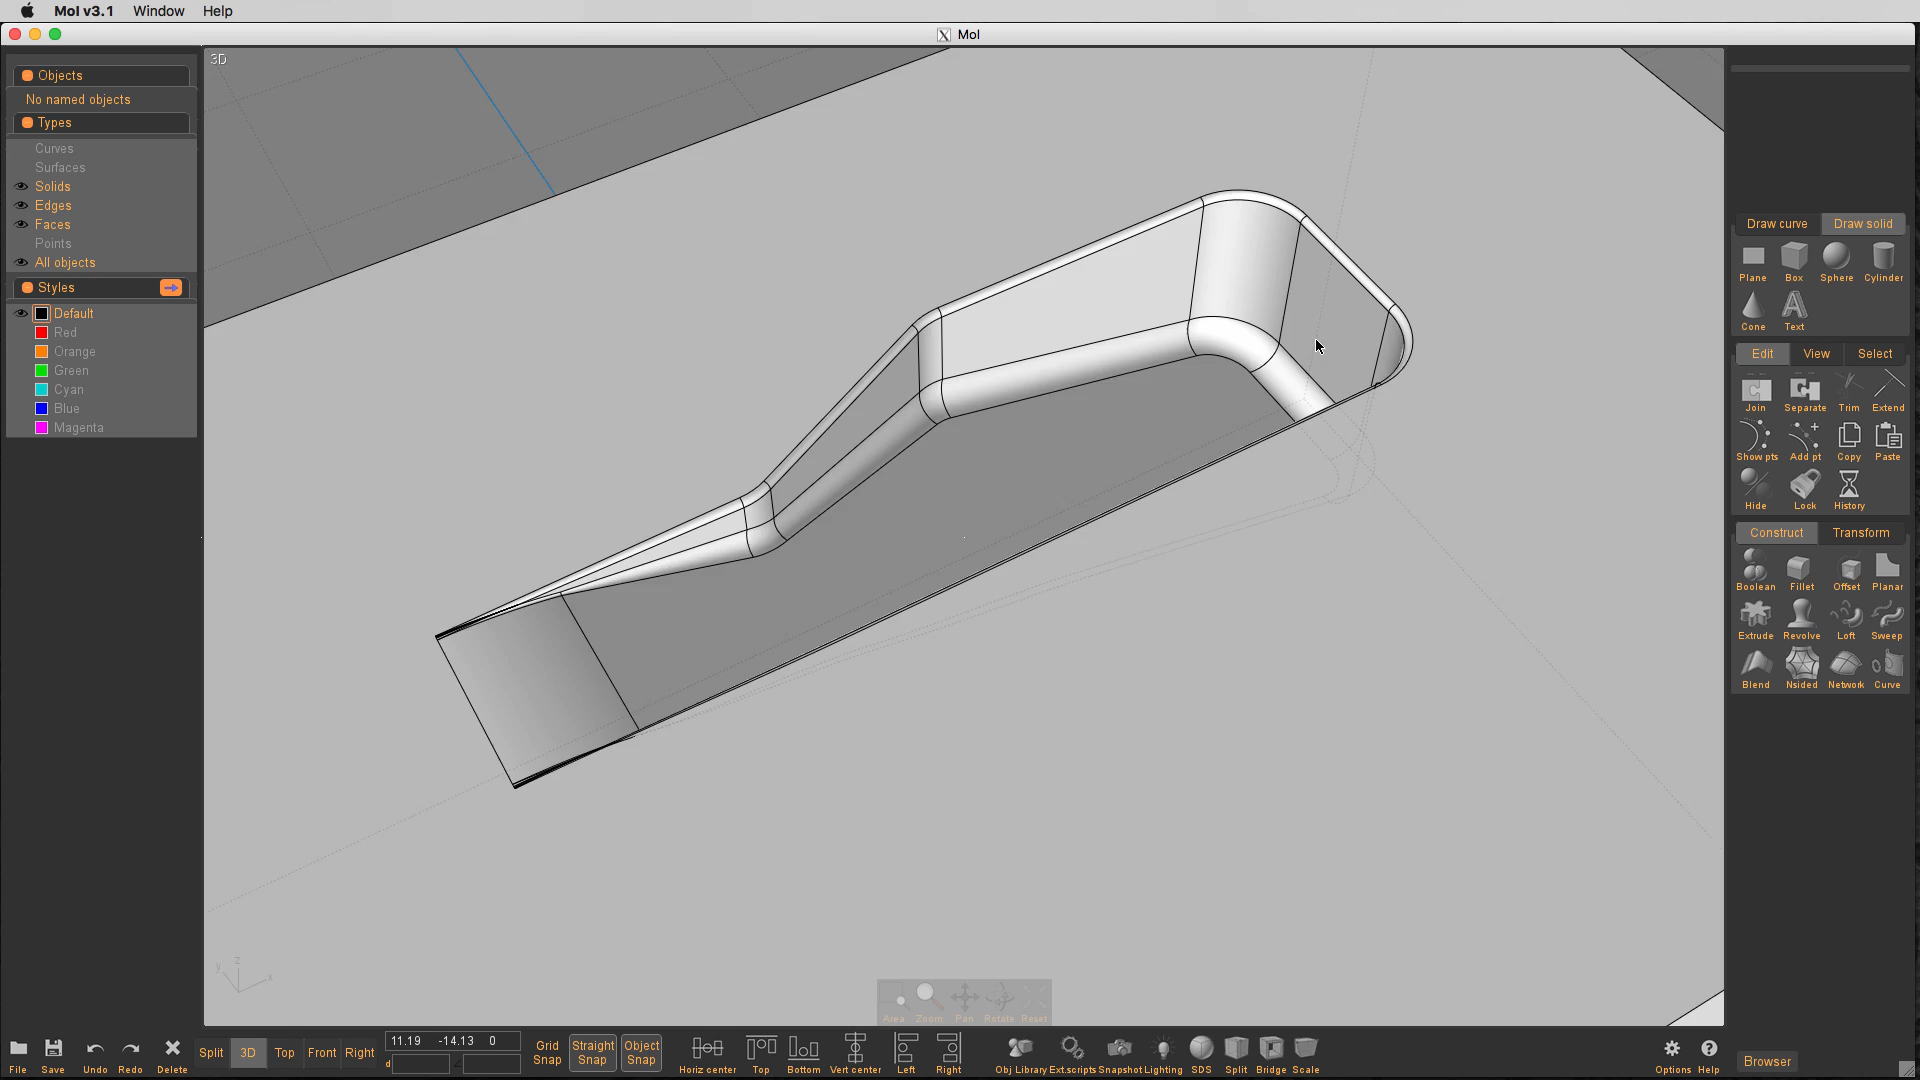 MoI v3.1 Window Help
MoI
3D
Objects
No named objects
Types
Curves
Surfaces
Solids
Edges
Faces
Points
All objects
Styles
Default
Red
Orange
Green
Cyan
Blue
Magenta
Draw curve Draw solid
Plane Box Sphere Cylinder
Cone Text
Edit View Select
Join Separate Trim Extend
Show pts Add pt Copy Paste
Hide Lock History
Construct Transform
Boolean Fillet Offset Planar
Extrude Revolve Loft Sweep
Blend Nsided Network Curve
z
y x
Area Zoom Pan Rotate Reset
File Save Undo Redo Delete
Split 3D Top Front Right
11.19 -14.13 0
d
Grid Snap
Straight Snap
Object Snap
Horiz center Top Bottom Vert center Left Right
Obj Library Ext.scripts Snapshot Lighting SDS Split Bridge Scale
Options Help
Browser